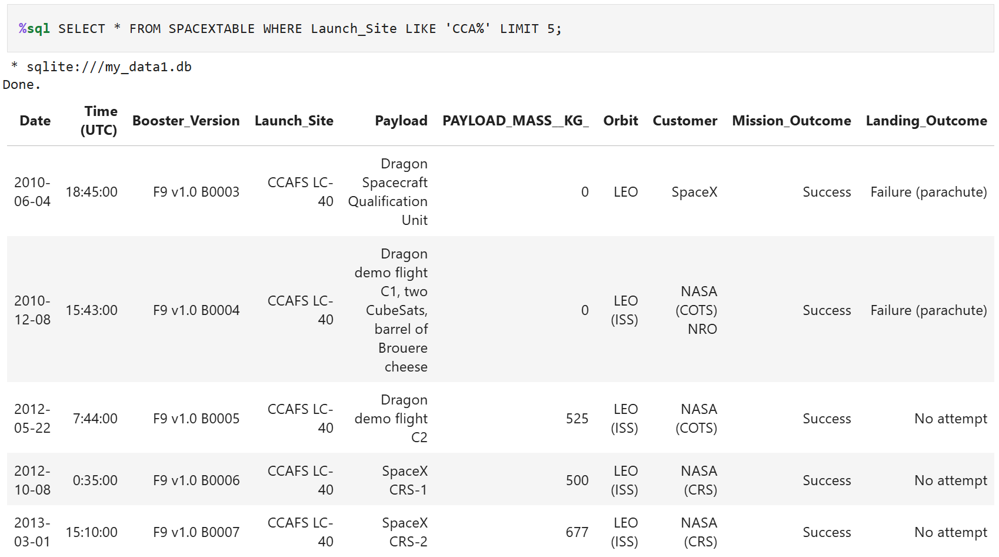 %sql SELECT * FROM SPACEXTABLE WHERE Launch_Site LIKE 'CCA%' LIMIT 5;
* sqlite:///my_data1.db
Done.
Date Time (UTC) Booster_Version Launch_Site Payload PAYLOAD_MASS__KG_ Orbit Customer Mission_Outcome Landing_Outcome
2010-06-04 18:45:00 F9 v1.0 B0003 CCAFS LC-40 Dragon Spacecraft Qualification Unit 0 LEO SpaceX Success Failure (parachute)
2010-12-08 15:43:00 F9 v1.0 B0004 CCAFS LC-40 Dragon demo flight C1, two CubeSats, barrel of Brouere cheese 0 LEO (ISS) NASA (COTS) NRO Success Failure (parachute)
2012-05-22 7:44:00 F9 v1.0 B0005 CCAFS LC-40 Dragon demo flight C2 525 LEO (ISS) NASA (COTS) Success No attempt
2012-10-08 0:35:00 F9 v1.0 B0006 CCAFS LC-40 SpaceX CRS-1 500 LEO (ISS) NASA (CRS) Success No attempt
2013-03-01 15:10:00 F9 v1.0 B0007 CCAFS LC-40 SpaceX CRS-2 677 LEO (ISS) NASA (CRS) Success No attempt